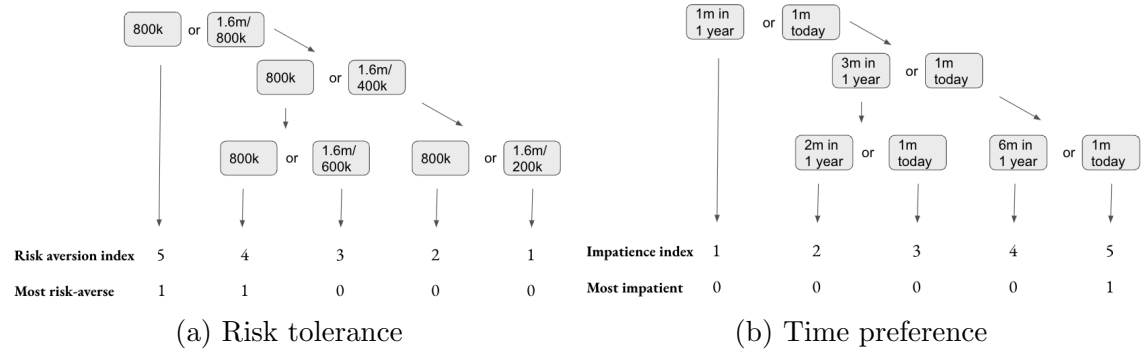 800k or 1.6m/ 800k
800k or 1.6m/ 400k
800k or 1.6m/ 600k 800k or 1.6m/ 200k
Risk aversion index 5 4 3 2 1
Most risk-averse 1 1 0 0 0
(a) Risk tolerance
1m in 1 year or 1m today
3m in 1 year or 1m today
2m in 1 year or 1m today 6m in 1 year or 1m today
Impatience index 1 2 3 4 5
Most impatient 0 0 0 0 1
(b) Time preference